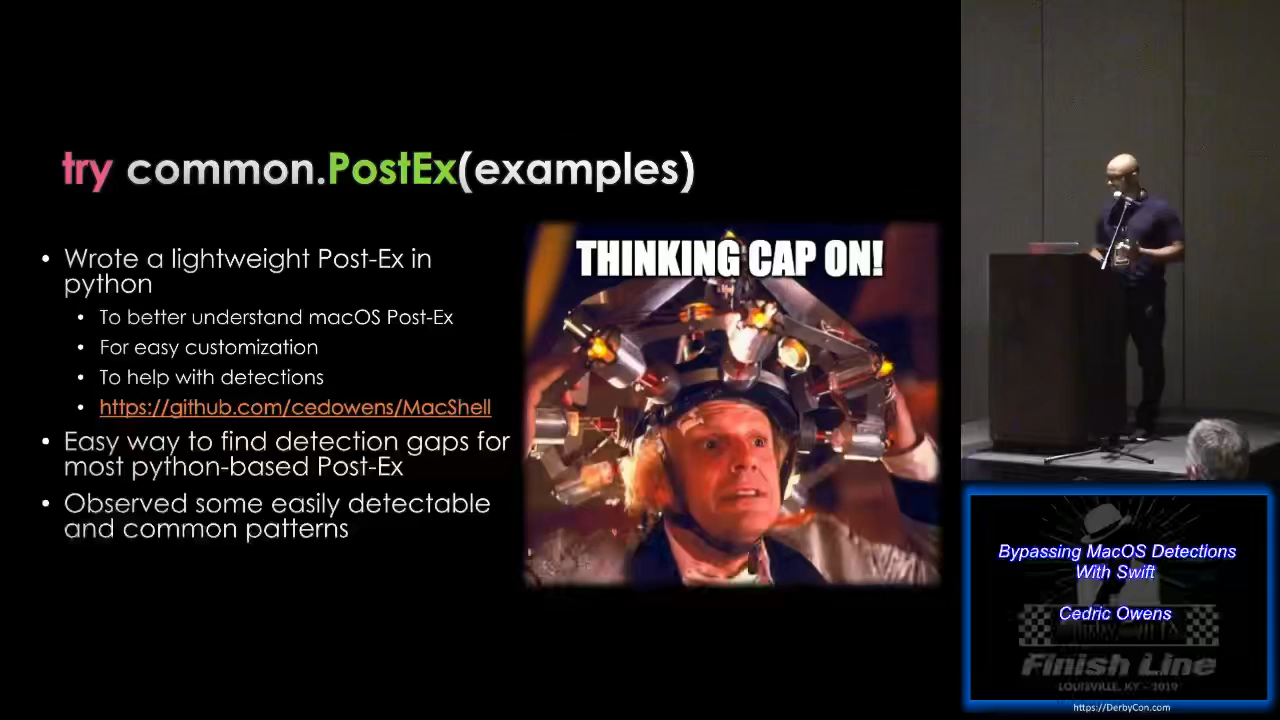 try common.PostEx(examples)
• Wrote a lightweight Post-Ex in
python
• To better understand macOS Post-Ex
• For easy customization
• To help with detections
• https://github.com/cedowens/MacShell
• Easy way to find detection gaps for
most python-based Post-Ex
• Observed some easily detectable
and common patterns
THINKING CAP ON!
Bypassing MacOS Detections
With Swift
Cedric Owens
Finish Line
LOUISVILLE, KY - 2019
https://DerbyCon.com